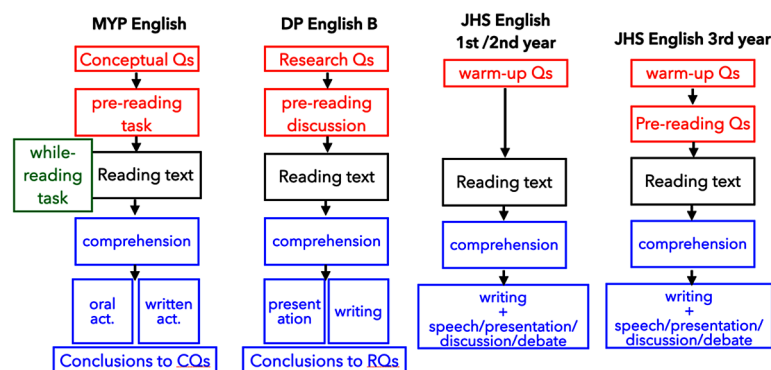 MYP English
Conceptual Qs
pre-reading
task
while-
reading
task
Reading text
comprehension
oral
act.
written
act.
Conclusions to CQs
DP English B
Research Qs
pre-reading
discussion
Reading text
comprehension
present
ation
writing
Conclusions to RQs
JHS English
1st /2nd year
warm-up Qs
Reading text
comprehension
writing
+
speech/presentation/
discussion/debate
JHS English 3rd year
warm-up Qs
Pre-reading Qs
Reading text
comprehension
writing
+
speech/presentation/
discussion/debate